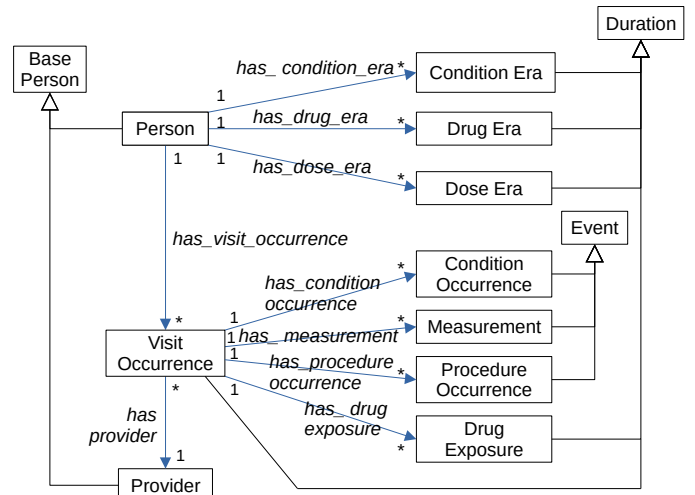 Duration
Base
Person
has_ condition_era
*
Condition Era
1
Person
1
has_drug_era
*
Drug Era
1
1
has_dose_era
*
Dose Era
Event
has_visit_occurrence
has_condition
occurrence
*
Condition
Occurrence
*
1
Visit
Occurrence
1
has_ measurement
*
Measurement
1
has_procedure
occurrence
*
Procedure
Occurrence
*
1
has_ drug
exposure
*
Drug
Exposure
has
provider
1
Provider